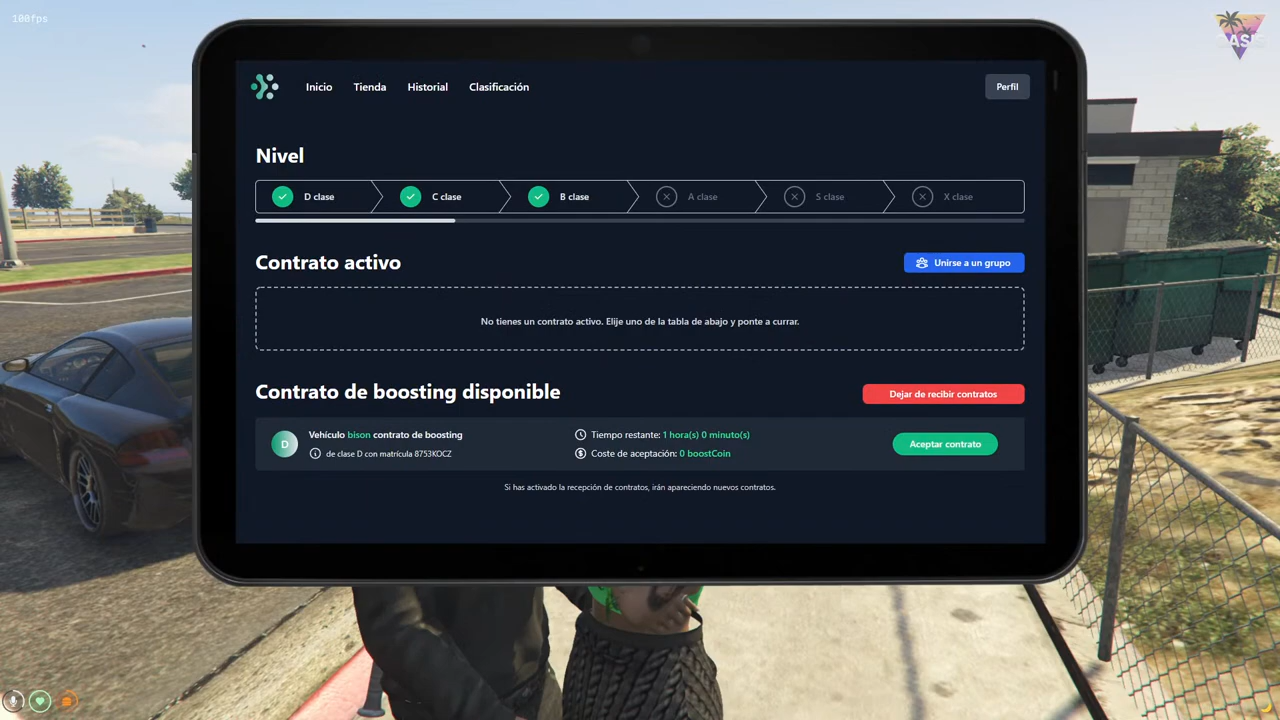 100fps
OASIS
Inicio Tienda Historial Clasificación Perfil
Nivel
D clase C clase B clase A clase S clase X clase
Contrato activo Unirse a un grupo
No tienes un contrato activo. Elije uno de la tabla de abajo y ponte a currar.
Contrato de boosting disponible Dejar de recibir contratos
D Vehículo bison contrato de boosting Tiempo restante: 1 hora(s) 0 minuto(s) Aceptar contrato
de clase D con matrícula 8753KOCZ Coste de aceptación: 0 boostCoin
Si has activado la recepción de contratos, irán apareciendo nuevos contratos.